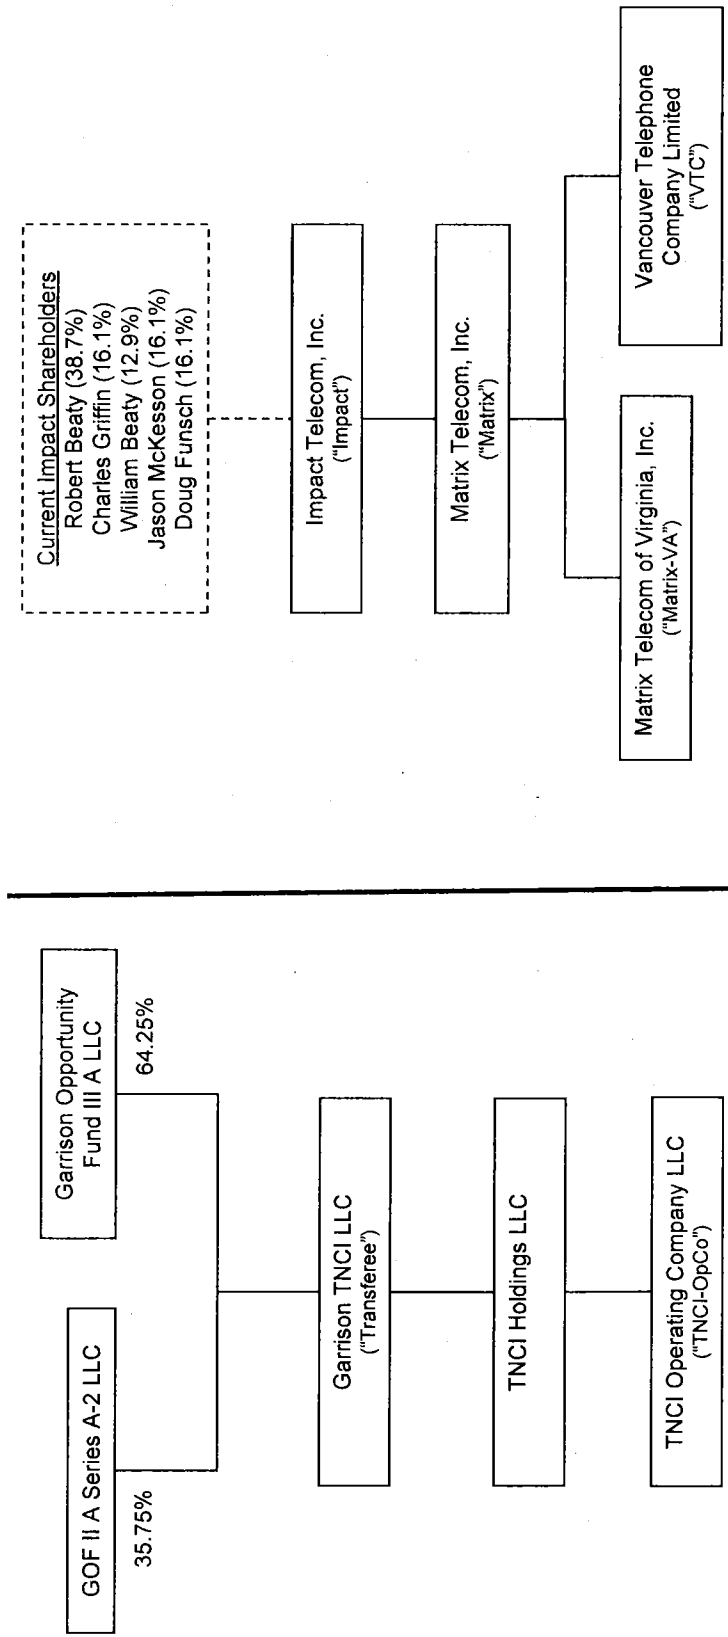 GOF II A Series A-2 LLC
35.75%
Garrison Opportunity
Fund III A LLC
64.25%
Garrison TNCI LLC
("Transferee")
TNCI Holdings LLC
TNCI Operating Company LLC
("TNCI-OpCo")
Current Impact Shareholders
Robert Beaty (38.7%)
Charles Griffin (16.1%)
William Beaty (12.9%)
Jason McKesson (16.1%)
Doug Funsch (16.1%)
Impact Telecom, Inc.
("Impact")
Matrix Telecom, Inc.
("Matrix")
Matrix Telecom of Virginia, Inc.
("Matrix-VA")
Vancouver Telephone
Company Limited
("VTC")